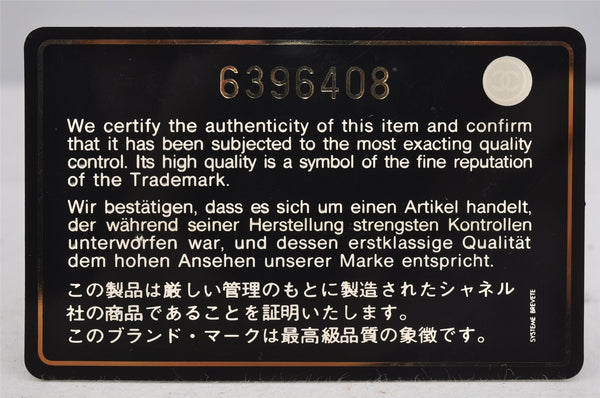 6396408
We certify the authenticity of this item and confirm
that it has been subjected to the most exacting quality
control. Its high quality is a symbol of the fine reputation
of the Trademark.
Wir bestätigen, dass es sich um einen Artikel handelt,
der während seiner Herstellung strengsten Kontrollen
unterworfen war, und dessen erstklassige Qualität
dem hohen Ansehen unserer Marke entspricht.
この製品は厳しい管理のもとに製造されたシャネル
社の商品であることを証明いたします。
このブランド・マークは最高級品質の象徴です。
SYSTEME BREVETE